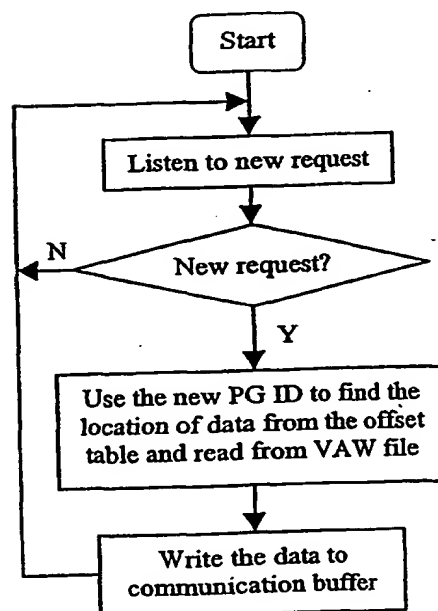 Start
Listen to new request
New request?
N
Y
Use the new PG ID to find the
location of data from the offset
table and read from VAW file
Write the data to
communication buffer